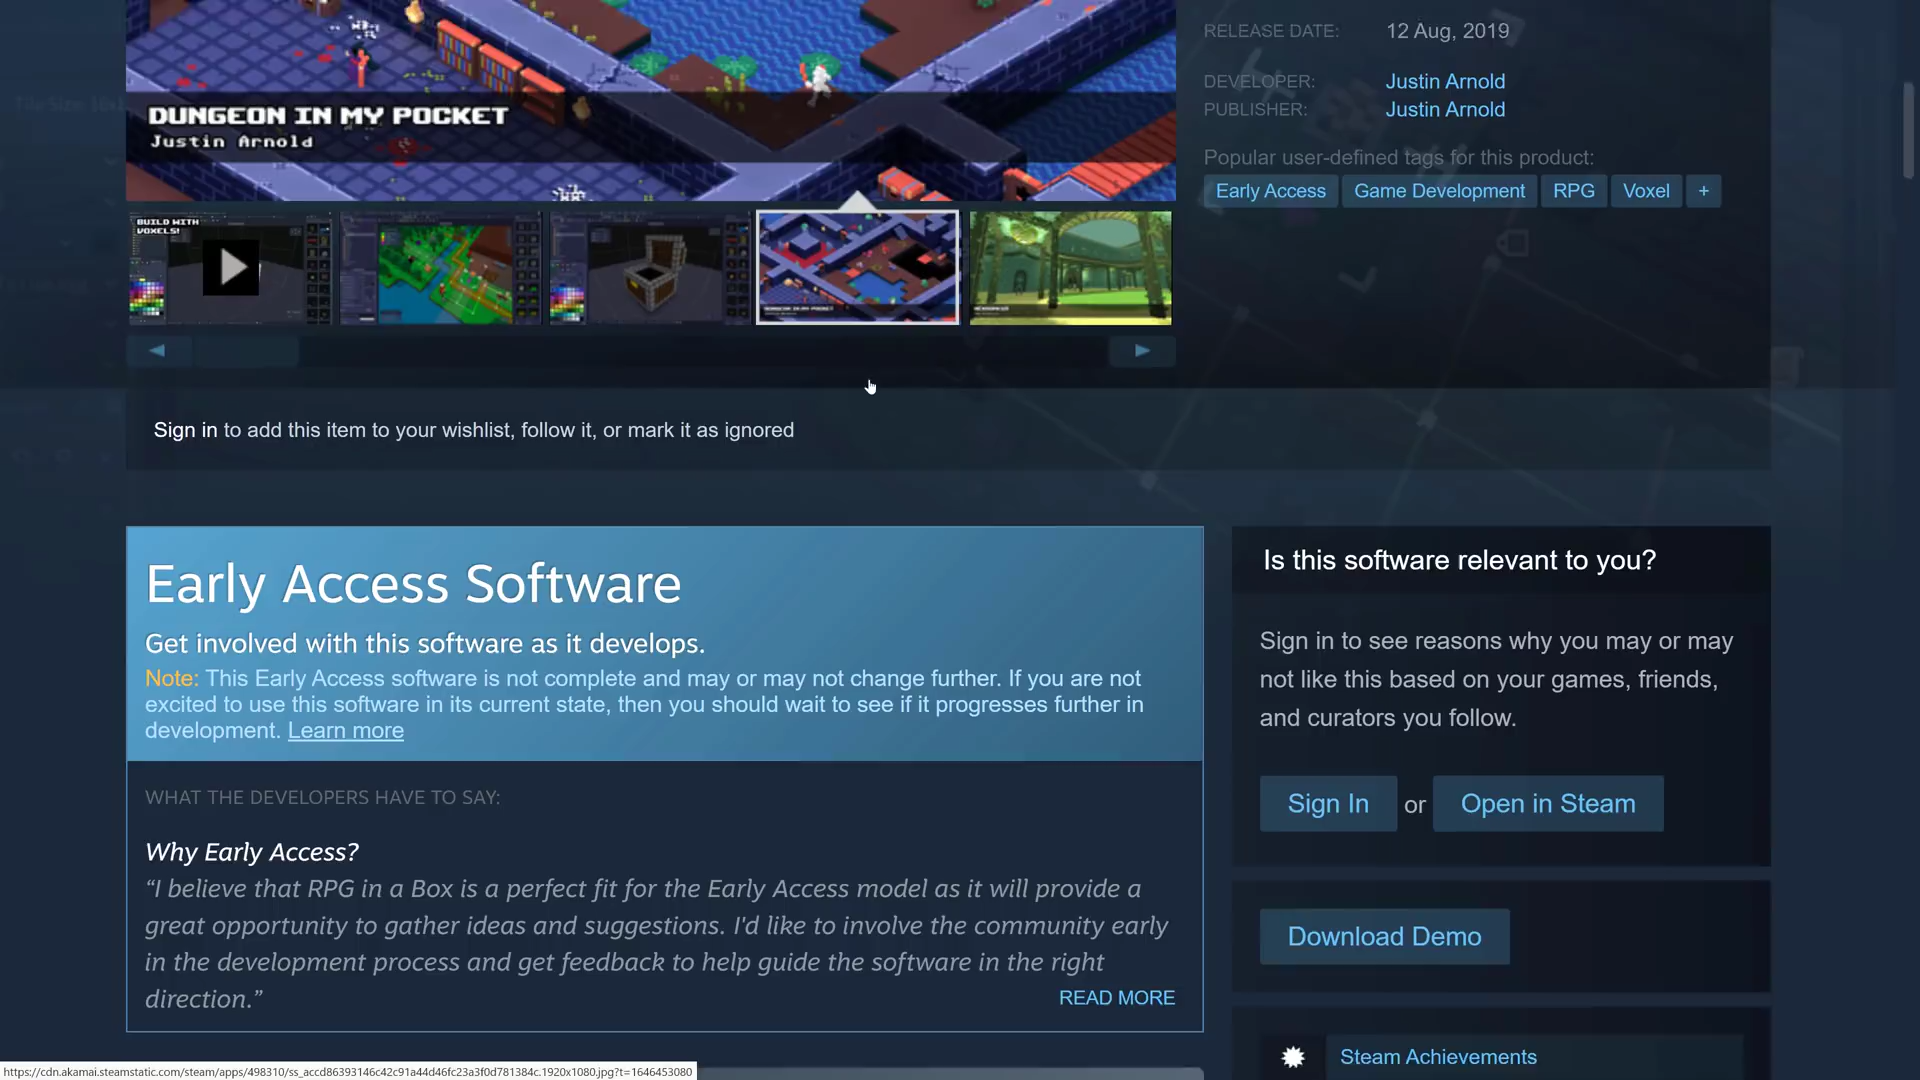 RELEASE DATE: 12 Aug, 2019
DEVELOPER: Justin Arnold
PUBLISHER: Justin Arnold
Popular user-defined tags for this product:
Early Access Game Development RPG Voxel +
DUNGEON IN MY POCKET
Justin Arnold
BUILD WITH
VOXELS!
Sign in to add this item to your wishlist, follow it, or mark it as ignored
Early Access Software
Get involved with this software as it develops.
Note: This Early Access software is not complete and may or may not change further. If you are not
excited to use this software in its current state, then you should wait to see if it progresses further in
development. Learn more
WHAT THE DEVELOPERS HAVE TO SAY:
Why Early Access?
“I believe that RPG in a Box is a perfect fit for the Early Access model as it will provide a
great opportunity to gather ideas and suggestions. I'd like to involve the community early
in the development process and get feedback to help guide the software in the right
direction.”
READ MORE
Is this software relevant to you?
Sign in to see reasons why you may or may
not like this based on your games, friends,
and curators you follow.
Sign In or Open in Steam
Download Demo
Steam Achievements
https://cdn.akamai.steamstatic.com/steam/apps/498310/ss_accd86393146c42c91a44d46fc23a3f0d781384c.1920x1080.jpg?t=1646453080